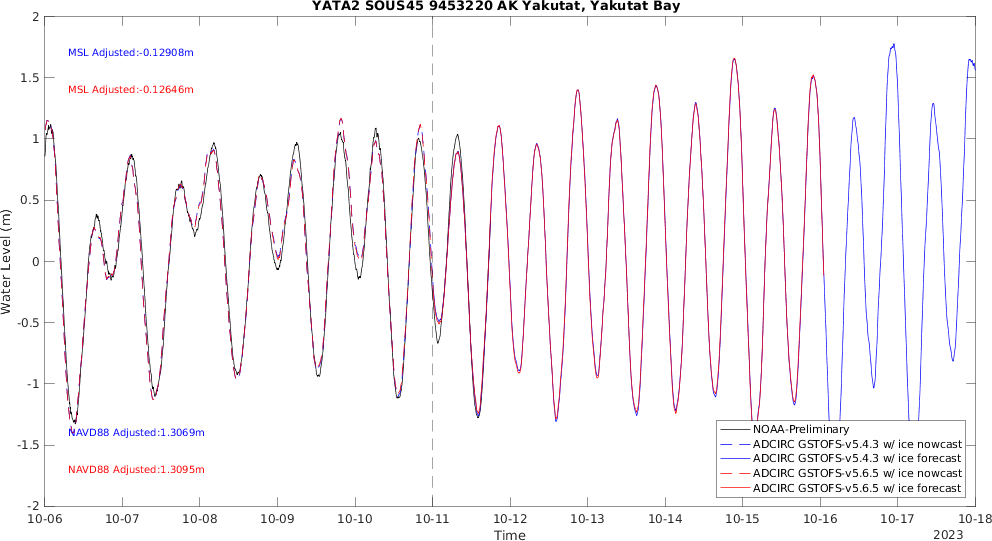 YATA2 SOUS45 9453220 AK Yakutat, Yakutat Bay
2
1.5
1
0.5
0
-0.5
-1
-1.5
-2
Water Level (m)
MSL Adjusted:-0.12908m
MSL Adjusted:-0.12646m
NAVD88 Adjusted:1.3069m
NAVD88 Adjusted:1.3095m
NOAA-Preliminary
ADCIRC GSTOFS-v5.4.3 w/ ice nowcast
ADCIRC GSTOFS-v5.4.3 w/ ice forecast
ADCIRC GSTOFS-v5.6.5 w/ ice nowcast
ADCIRC GSTOFS-v5.6.5 w/ ice forecast
10-06 10-07 10-08 10-09 10-10 10-11 10-12 10-13 10-14 10-15 10-16 10-17 10-18
Time
2023